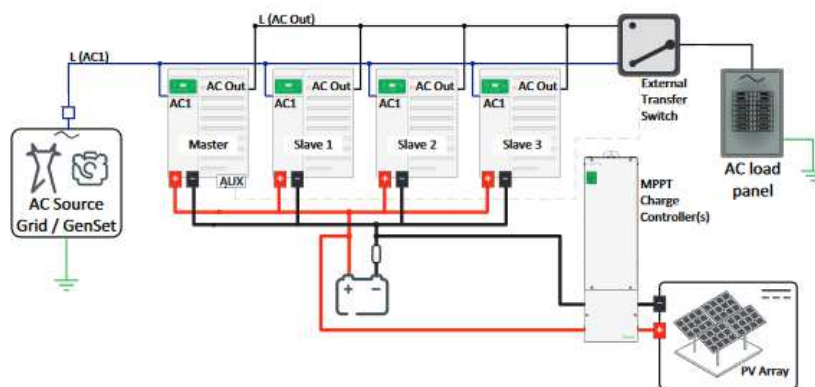 L (AC Out)
L (AC1)
AC Out
AC1
Master
AUX
AC Out
AC1
Slave 1
AC Out
AC1
Slave 2
AC Out
AC1
Slave 3
External
Transfer
Switch
AC load
panel
AC Source
Grid / GenSet
MPPT
Charge
Controller(s)
+
-
PV Array